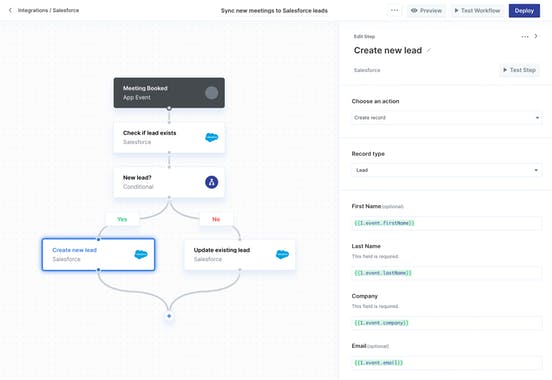 Integrations / Salesforce
Sync new meetings to Salesforce leads
Preview
Test Workflow
Deploy
Meeting Booked
App Event
Check if lead exists
Salesforce
New lead?
Conditional
Yes
No
Create new lead
Salesforce
Update existing lead
Salesforce
Edit Step
Create new lead
Salesforce
Test Step
Choose an action
Create record
Record type
Lead
First Name(optional)
{{1.event.firstName}}
Last Name
This field is required.
{{1.event.lastName}}
Company
This field is required.
{{1.event.company}}
Email(optional)
{{1.event.email}}